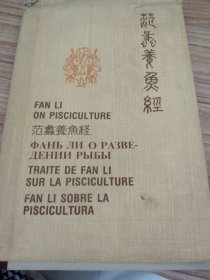 范蠡養魚經
FAN LI
ON PISCICULTURE
范蠡養魚経
ФАНЬ ЛИ О РАЗВЕ-
ДЕНИИ РЫБЫ
TRAITE DE FAN LI
SUR LA PISCICULTURE
FAN LI SOBRE LA
PISCICULTURA